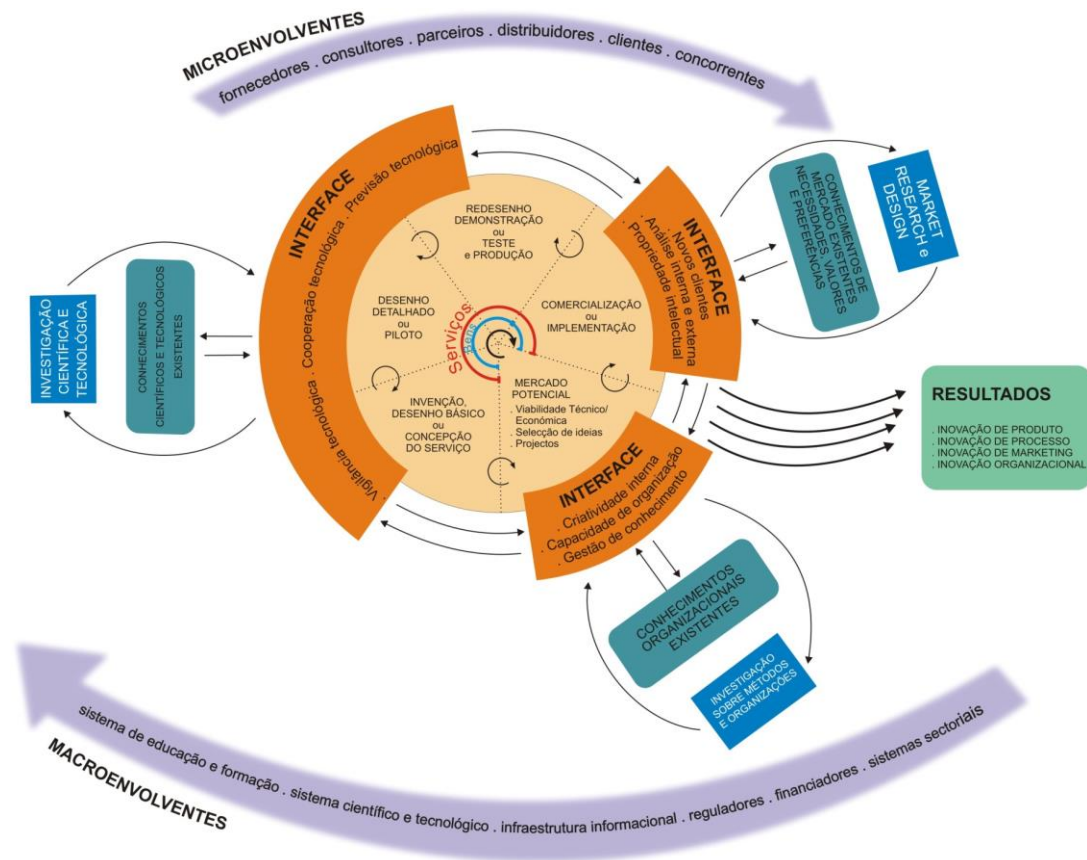 MICROENVOLVENTES
fornecedores . consultores . parceiros . distribuidores . clientes . concorrentes
INTERFACE
. Vigilância tecnológica . Cooperação tecnológica . Previsão tecnológica
INVESTIGAÇÃO
CIENTÍFICA E
TECNOLÓGICA
CONHECIMENTOS
CIENTÍFICOS E TECNOLÓGICOS
EXISTENTES
REDESENHO
DEMONSTRAÇÃO
ou
TESTE
e PRODUÇÃO
DESENHO
DETALHADO
ou
PILOTO
Serviços
Bens
COMERCIALIZAÇÃO
ou
IMPLEMENTAÇÃO
INVENÇÃO,
DESENHO BÁSICO
ou
CONCEPÇÃO
DO SERVIÇO
MERCADO
POTENCIAL
. Viabilidade Técnico/
Económica
. Selecção de ideias
. Projectos
INTERFACE
. Novos clientes
. Análise interna e externa
. Propriedade intelectual
CONHECIMENTOS DE
MERCADO EXISTENTES
NECESSIDADES, VALORES
E PREFERÊNCIAS
MARKET
RESEARCH e
DESIGN
RESULTADOS
. INOVAÇÃO DE PRODUTO
. INOVAÇÃO DE PROCESSO
. INOVAÇÃO DE MARKETING
. INOVAÇÃO ORGANIZACIONAL
INTERFACE
. Criatividade interna
. Capacidade de organização
. Gestão de conhecimento
CONHECIMENTOS
ORGANIZACIONAIS
EXISTENTES
INVESTIGAÇÃO
SOBRE MÉTODOS
E ORGANIZAÇÕES
sistema de educação e formação . sistema científico e tecnológico . infraestrutura informacional . reguladores . financiadores . sistemas sectoriais
MACROENVOLVENTES